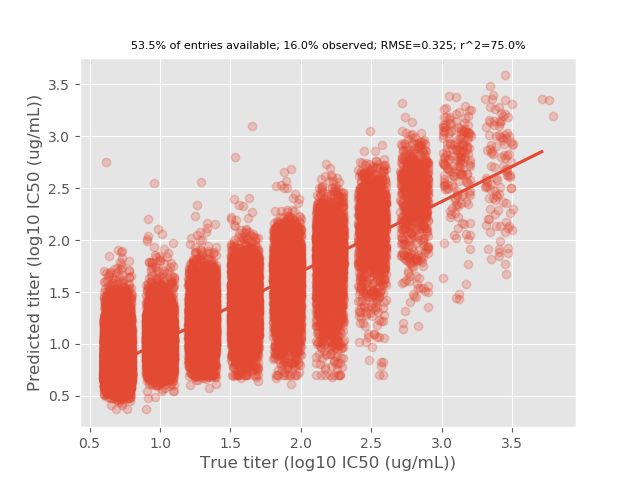 53.5% of entries available; 16.0% observed; RMSE=0.325; r^2=75.0%
3.5
3.0
2.5
2.0
1.5
1.0
0.5
Predicted titer (log10 IC50 (ug/mL))
0.5 1.0 1.5 2.0 2.5 3.0 3.5
True titer (log10 IC50 (ug/mL))